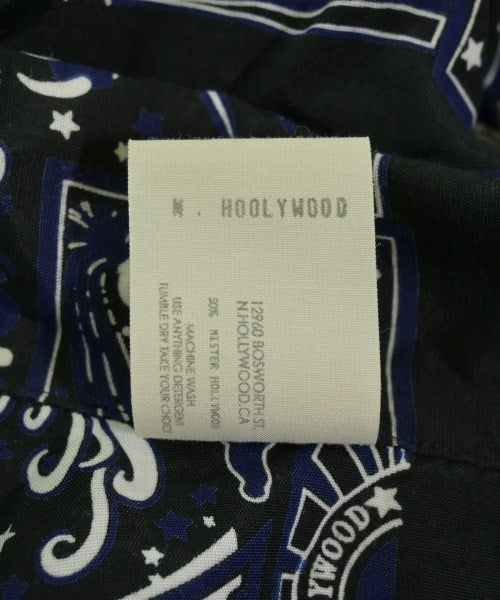 N. HOOLYWOOD
12960 BOSWORTH ST.
N.HOLLYWOOD.CA
50% MISTER HOLLYWOOD
MACHINE WASH
USE ANYTHING DETERGENT
TUMBLE DRY TAKE YOUR CHOICE
YWOOD